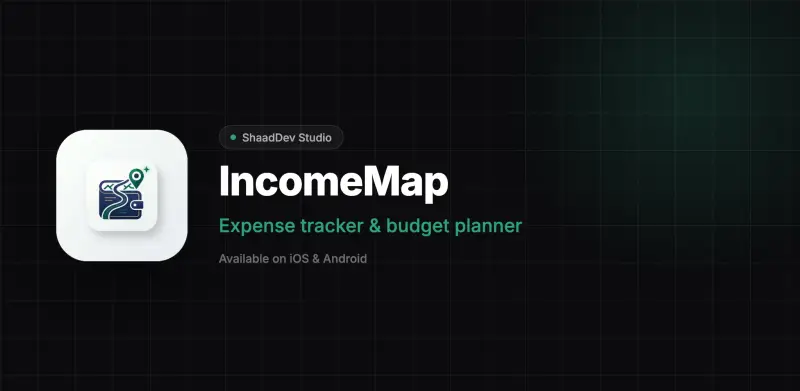 ShaadDev Studio
IncomeMap
Expense tracker & budget planner
Available on iOS & Android